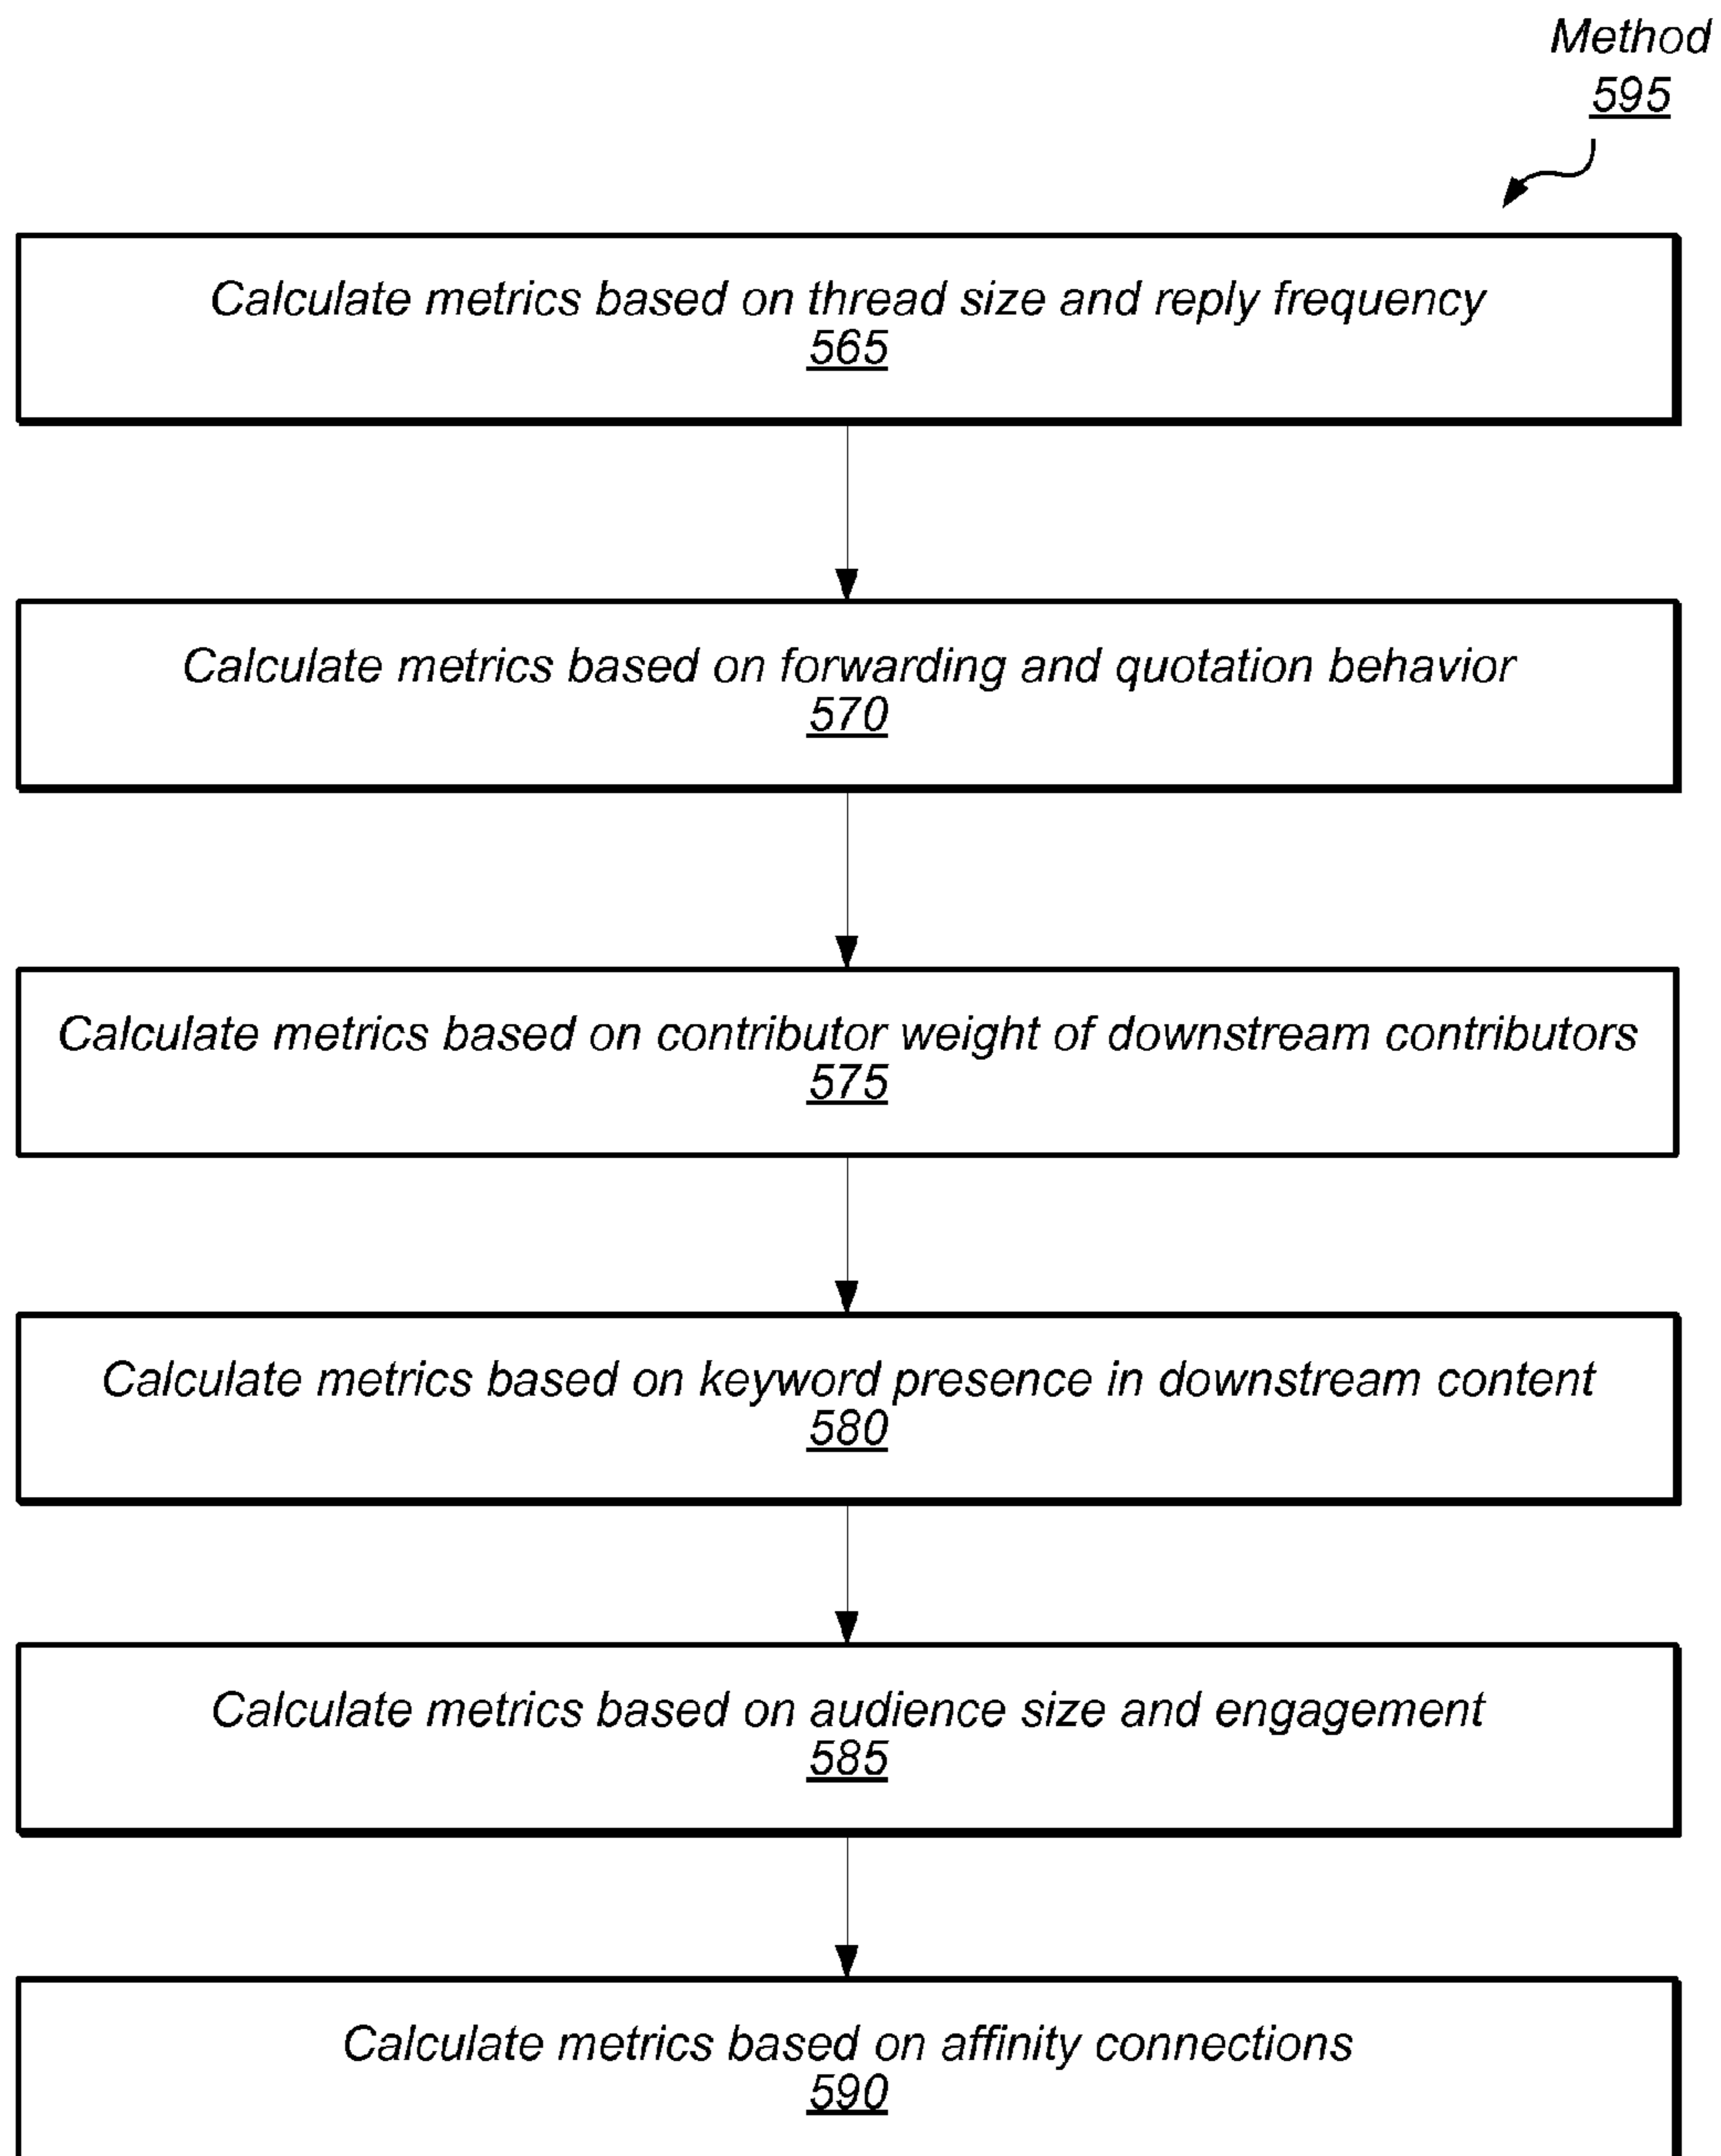 Method
595
Calculate metrics based on thread size and reply frequency
565
Calculate metrics based on forwarding and quotation behavior
570
Calculate metrics based on contributor weight of downstream contributors
575
Calculate metrics based on keyword presence in downstream content
580
Calculate metrics based on audience size and engagement
585
Calculate metrics based on affinity connections
590